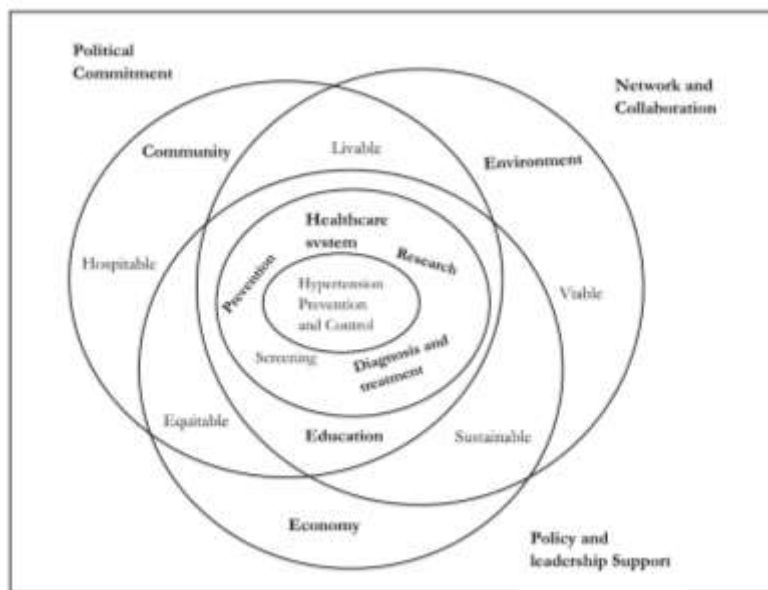 Political
Commitment
Network and
Collaboration
Community
Livable
Environment
Healthcare
system
Hospitable
Prevention
Research
Viable
Hypertension
Prevention
and Control
Screening
Diagnosis and
treatment
Equitable
Education
Sustainable
Economy
Policy and
leadership Support